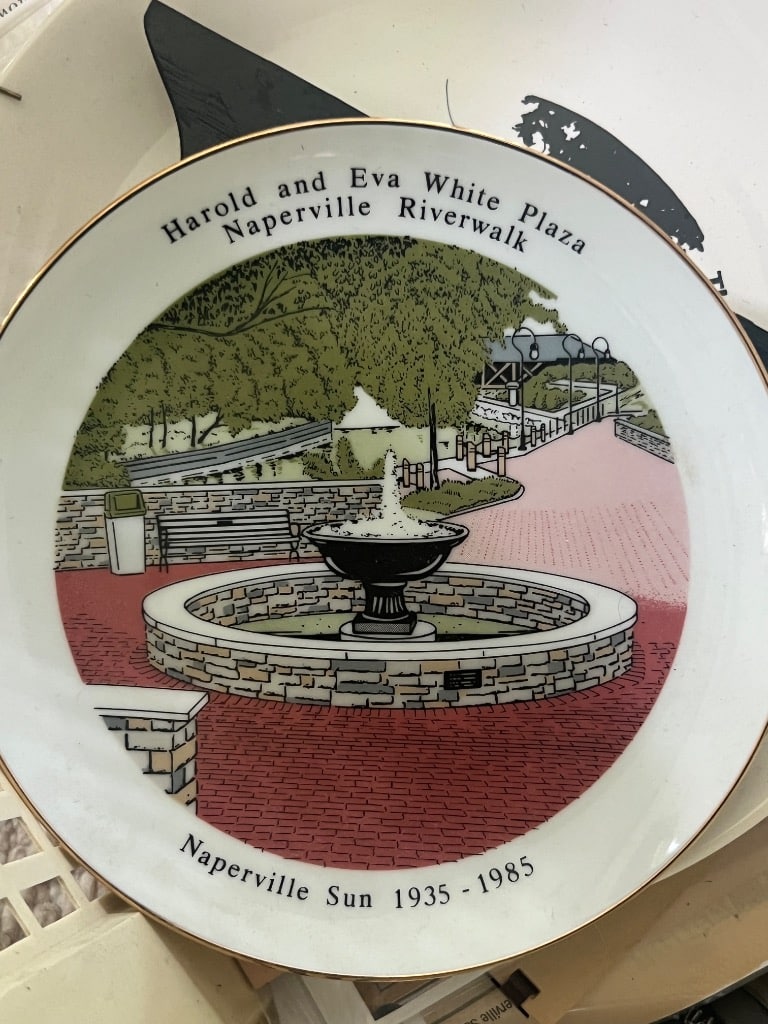 Harold and Eva White Plaza
Naperville Riverwalk
Naperville Sun 1935 - 1985